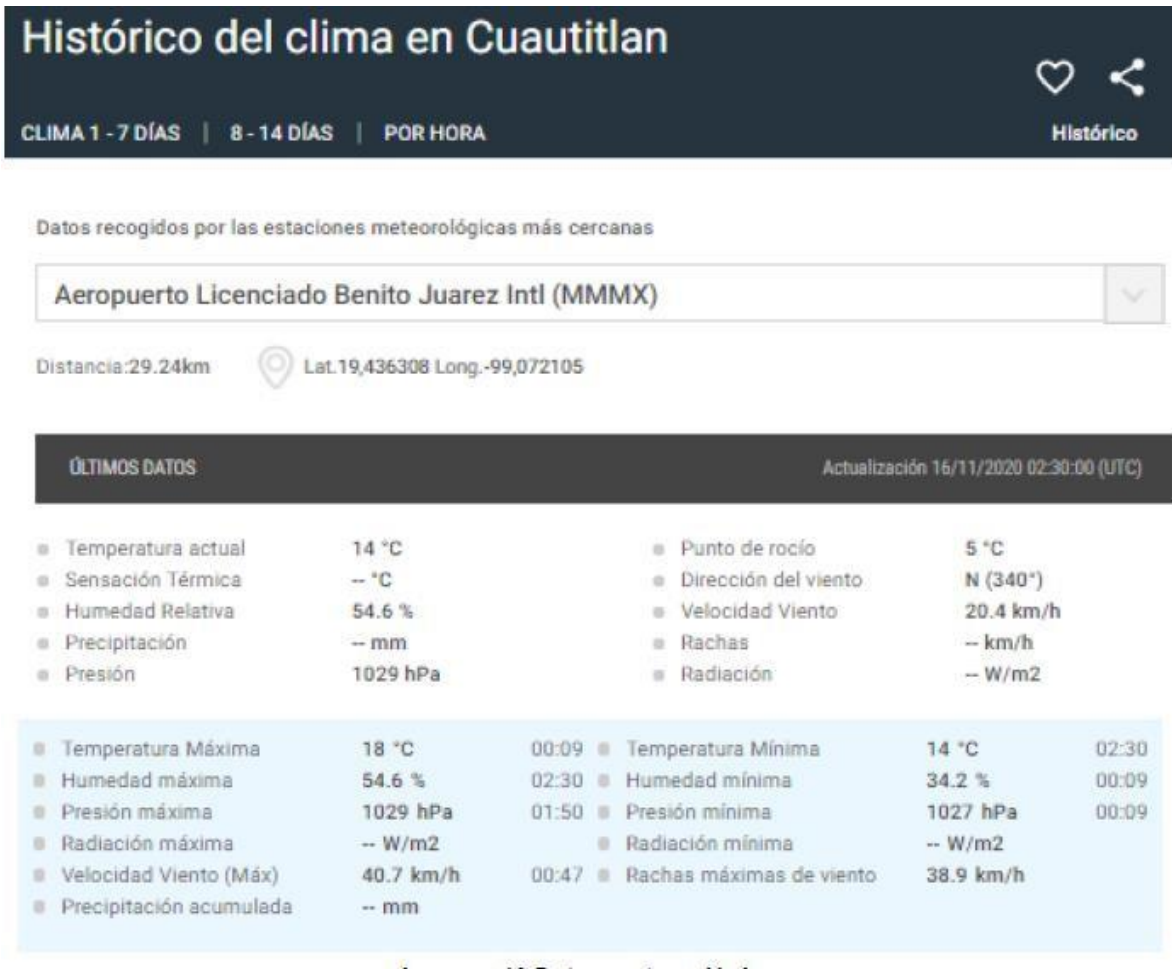 Histórico del clima en Cuautitlan
CLIMA 1 - 7 DÍAS | 8 - 14 DÍAS | POR HORA Histórico
Datos recogidos por las estaciones meteorológicas más cercanas
Aeropuerto Licenciado Benito Juarez Intl (MMMX)
Distancia:29.24km Lat.19,436308 Long.-99,072105
ÚLTIMOS DATOS Actualización 16/11/2020 02:30:00 (UTC)
Temperatura actual 14 °C Punto de rocío 5 °C
Sensación Térmica -- °C Dirección del viento N (340°)
Humedad Relativa 54.6 % Velocidad Viento 20.4 km/h
Precipitación -- mm Rachas -- km/h
Presión 1029 hPa Radiación -- W/m2
Temperatura Máxima 18 °C 00:09 Temperatura Mínima 14 °C 02:30
Humedad máxima 54.6 % 02:30 Humedad mínima 34.2 % 00:09
Presión máxima 1029 hPa 01:50 Presión mínima 1027 hPa 00:09
Radiación máxima -- W/m2 Radiación mínima -- W/m2
Velocidad Viento (Máx) 40.7 km/h 00:47 Rachas máximas de viento 38.9 km/h
Precipitación acumulada -- mm